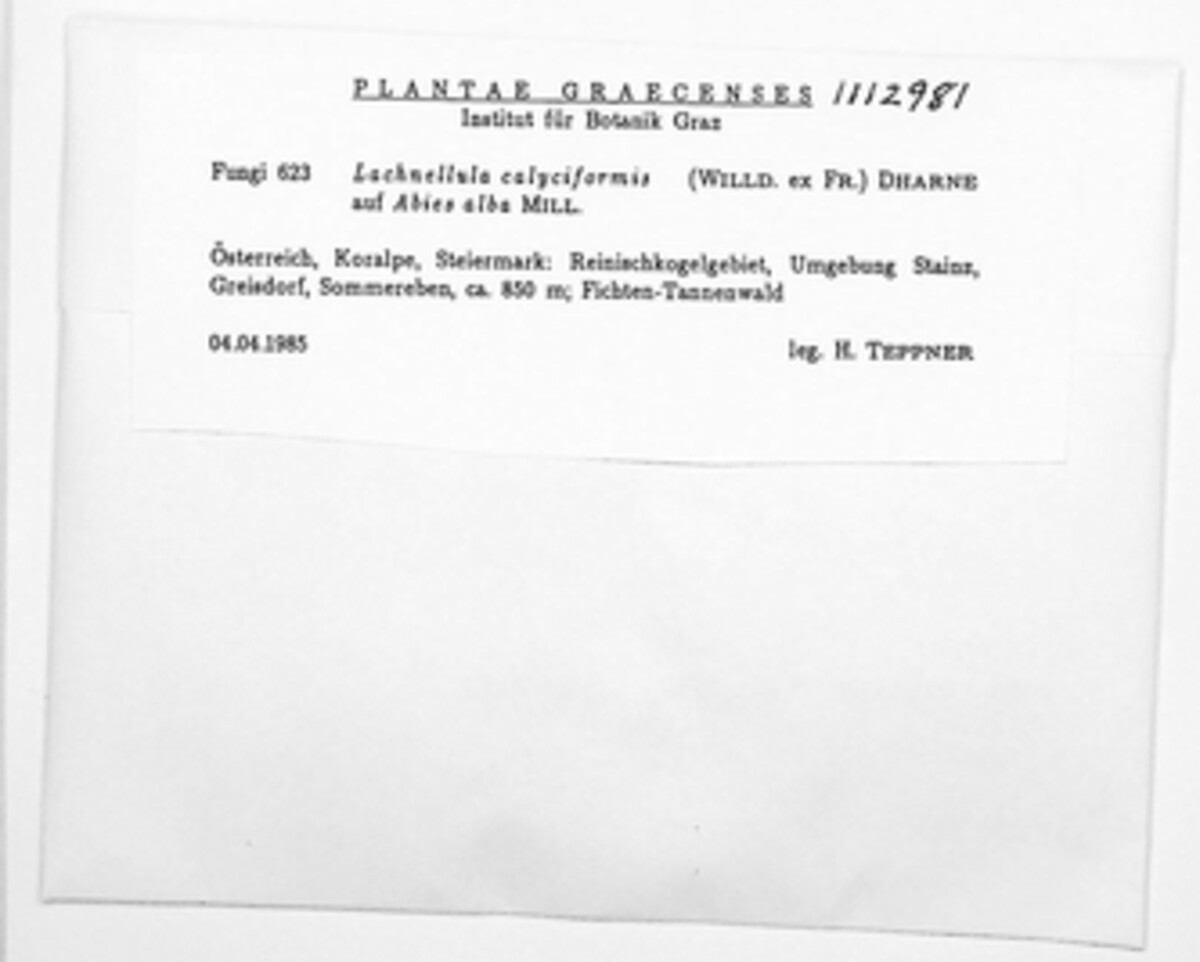 PLANTAE GRAECENSES 1112981
Institut für Botanik Graz
Fungi 623 Lachnellula calyciformis (WILLD. ex FR.) DHARNE
auf Abies alba MILL.
Österreich, Koralpe, Steiermark: Reinischkogelgebiet, Umgebung Stainz,
Greisdorf, Sommereben, ca. 850 m; Fichten-Tannenwald
04.04.1985 leg. H. TEPPNER